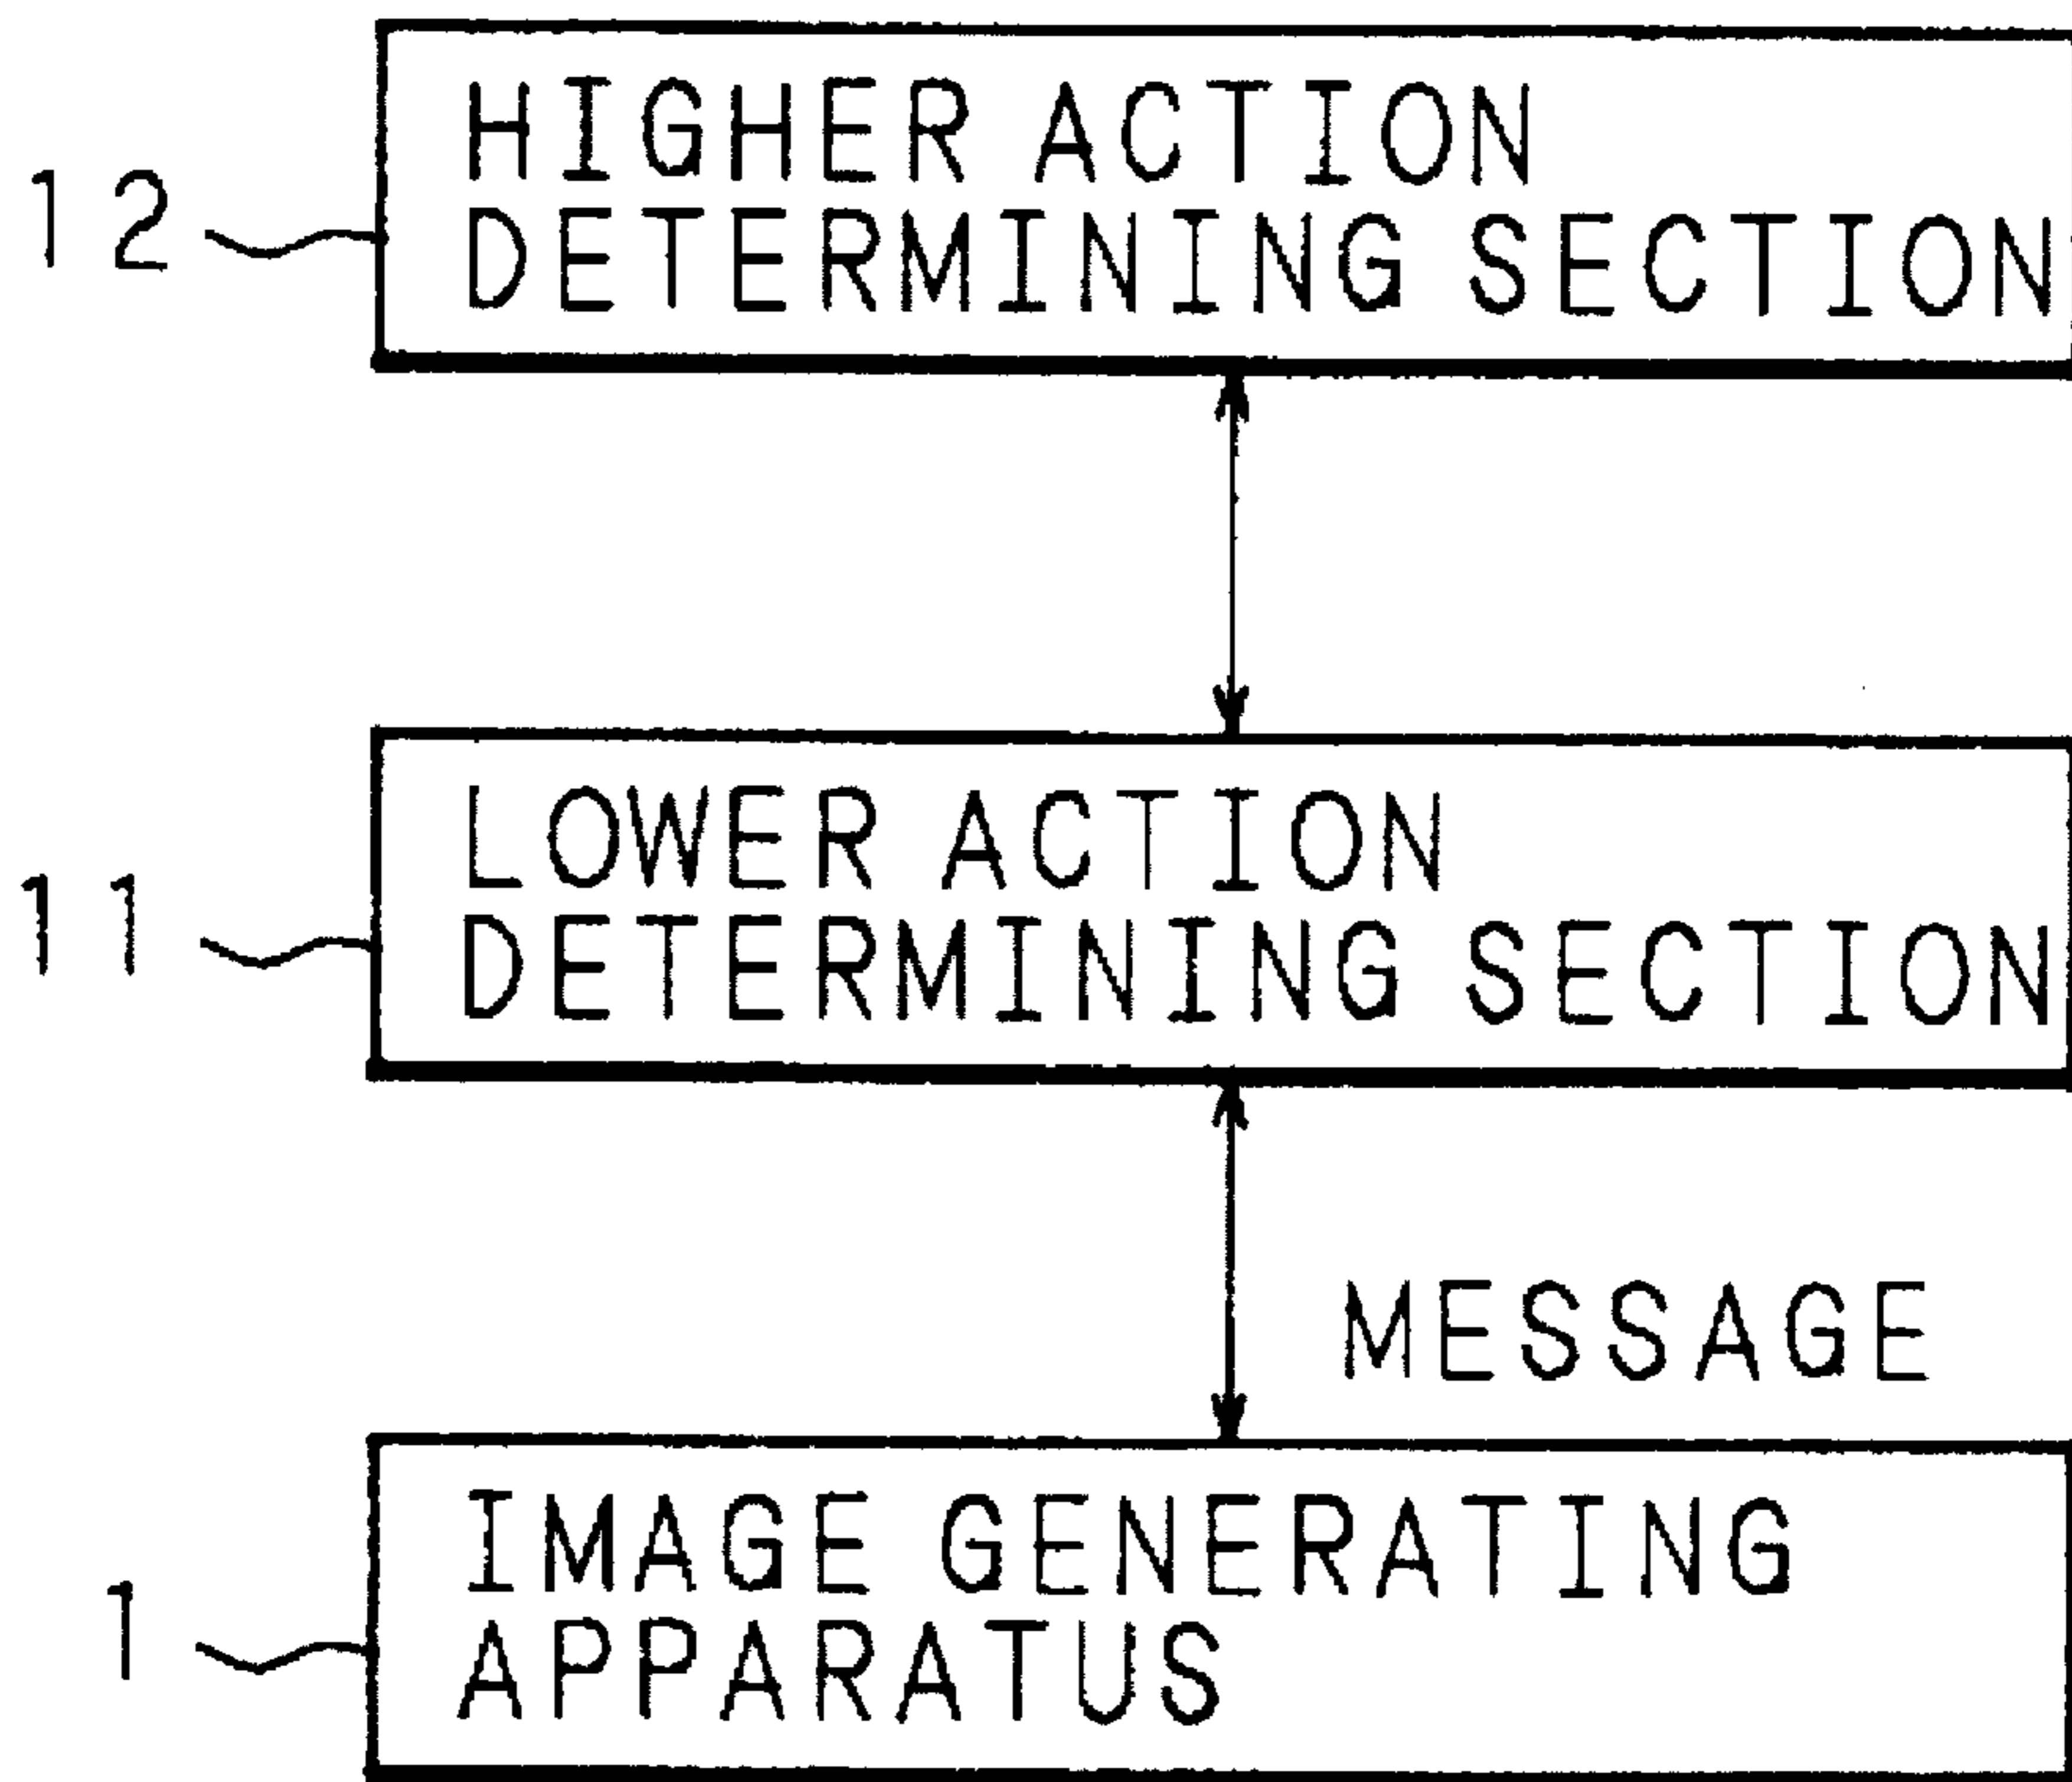 HIGHER ACTION
12 DETERMINING SECTION
LOWER ACTION
11 DETERMINING SECTION
MESSAGE
IMAGE GENERATING
1 APPARATUS